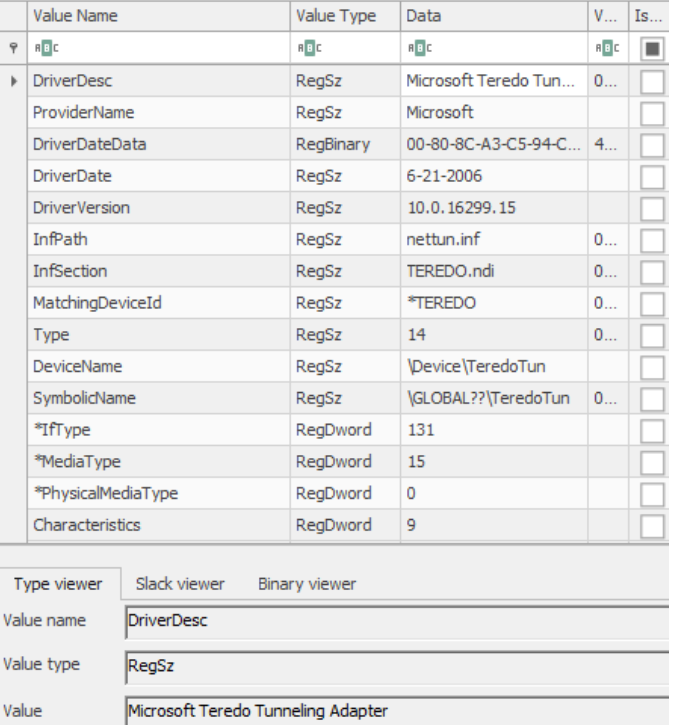 Value Name Value Type Data V... Is...
ABC ABC ABC ABC
DriverDesc RegSz Microsoft Teredo Tun... 0...
ProviderName RegSz Microsoft
DriverDateData RegBinary 00-80-8C-A3-C5-94-C... 4...
DriverDate RegSz 6-21-2006
DriverVersion RegSz 10.0.16299.15
InfPath RegSz nettun.inf 0...
InfSection RegSz TEREDO.ndi 0...
MatchingDeviceId RegSz *TEREDO 0...
Type RegSz 14 0...
DeviceName RegSz \Device\TeredoTun
SymbolicName RegSz \GLOBAL??\TeredoTun 0...
*IfType RegDword 131
*MediaType RegDword 15
*PhysicalMediaType RegDword 0
Characteristics RegDword 9
Type viewer Slack viewer Binary viewer
Value name DriverDesc
Value type RegSz
Value Microsoft Teredo Tunneling Adapter